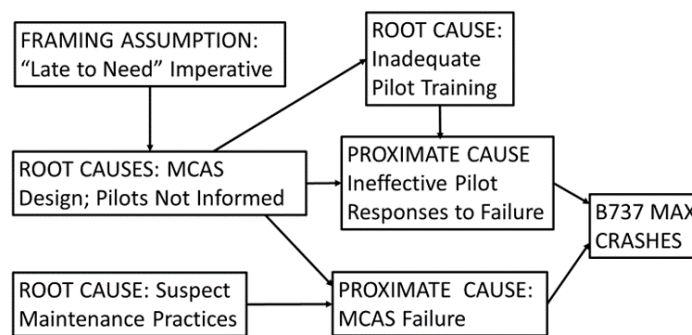 FRAMING ASSUMPTION:
“Late to Need” Imperative
ROOT CAUSE:
Inadequate
Pilot Training
ROOT CAUSES: MCAS
Design; Pilots Not Informed
PROXIMATE CAUSE
Ineffective Pilot
Responses to Failure
B737 MAX
CRASHES
ROOT CAUSE: Suspect
Maintenance Practices
PROXIMATE CAUSE:
MCAS Failure